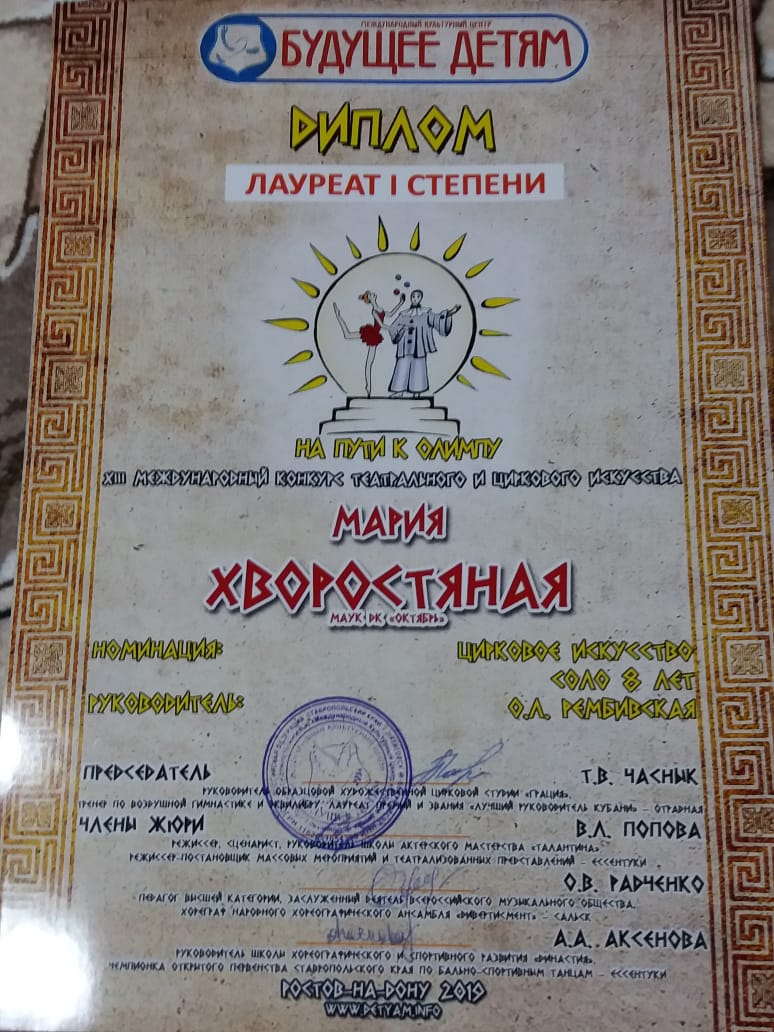 МЕЖДУНАРОДНЫЙ КУЛЬТУРНЫЙ ЦЕНТР
БУДУЩЕЕ ДЕТЯМ
ДИПЛОМ
ЛАУРЕАТ I СТЕПЕНИ
НА ПУТИ К ОЛИМПУ
XIII МЕЖДУНАРОДНЫЙ КОНКУРС ТЕАТРАЛЬНОГО И ЦИРКОВОГО ИСКУССТВА
МАРИЯ
ХВОРОСТЯНАЯ
МАУК ДК «ОКТЯБРЬ»
НОМИНАЦИЯ: ЦИРКОВОЕ ИСКУССТВО
СОЛО 8 ЛЕТ
РУКОВОДИТЕЛЬ: О.Л. РЕМБИВСКАЯ
ПРЕДСЕДАТЕЛЬ Т.В. ЧАСНЫК
РУКОВОДИТЕЛЬ ОБРАЗЦОВОЙ ХУДОЖЕСТВЕННОЙ ЦИРКОВОЙ СТУДИИ «ГРАЦИЯ»,
ТРЕНЕР ПО ВОЗДУШНОЙ ГИМНАСТИКЕ И ЭКВИЛИБРУ, ЛАУРЕАТ ПРЕМИЙ И ЗВАНИЯ «ЛУЧШИЙ РУКОВОДИТЕЛЬ КУБАНИ» - ОТРАДНАЯ
ЧЛЕНЫ ЖЮРИ В.Л. ПОПОВА
РЕЖИССЕР, СЦЕНАРИСТ, РУКОВОДИТЕЛЬ ШКОЛЫ АКТЕРСКОГО МАСТЕРСТВА «ТАЛАНТИНА»
РЕЖИССЕР-ПОСТАНОВЩИК МАССОВЫХ МЕРОПРИЯТИЙ И ТЕАТРАЛИЗОВАННЫХ ПРЕДСТАВЛЕНИЙ - ЕССЕНТУКИ
О.В. РАДЧЕНКО
ПЕДАГОГ ВЫСШЕЙ КАТЕГОРИИ, ЗАСЛУЖЕННЫЙ ДЕЯТЕЛЬ ВСЕРОССИЙСКОГО МУЗЫКАЛЬНОГО ОБЩЕСТВА,
ХОРЕОГРАФ НАРОДНОГО ХОРЕОГРАФИЧЕСКОГО АНСАМБЛЯ «ДИВЕРТИСМЕНТ» - САЛЬСК
А.А. АКСЕНОВА
РУКОВОДИТЕЛЬ ШКОЛЫ ХОРЕОГРАФИЧЕСКОГО И СПОРТИВНОГО РАЗВИТИЯ «ДИНАСТИЯ»,
ЧЕМПИОНКА ОТКРЫТОГО ПЕРВЕНСТВА СТАВРОПОЛЬСКОГО КРАЯ ПО БАЛЬНО-СПОРТИВНЫМ ТАНЦАМ - ЕССЕНТУКИ
РОСТОВ-НА-ДОНУ 2019
WWW.DETYAM.INFO